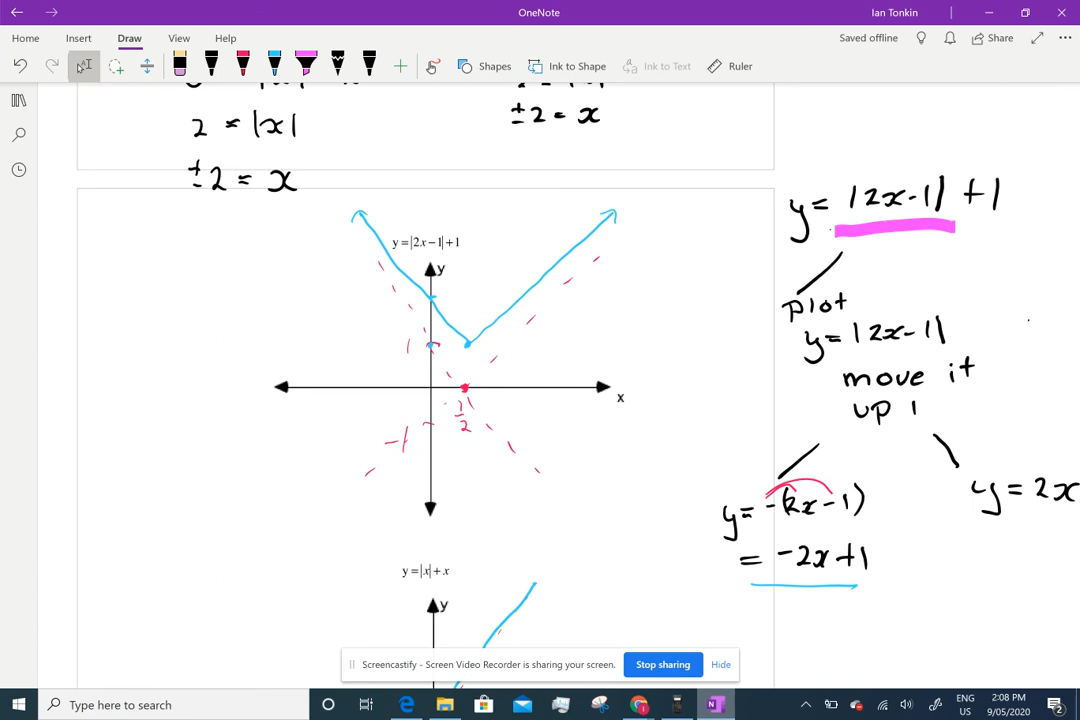 OneNote
Ian Tonkin
Home Insert Draw View Help
Saved offline Share
Shapes Ink to Shape Ink to Text Ruler
2 = |x|
±2 = x
±2 = x
y = |2x-1| + 1
y = |2x − 1| + 1
y
plot
y = |2x-1|
1
move it
up 1
x
1/2
-1
y = -(2x-1)
y = 2x
= -2x+1
y = |x| + x
y
Screencastify - Screen Video Recorder is sharing your screen. Stop sharing Hide
Type here to search
ENG
US
2:08 PM
9/05/2020
2